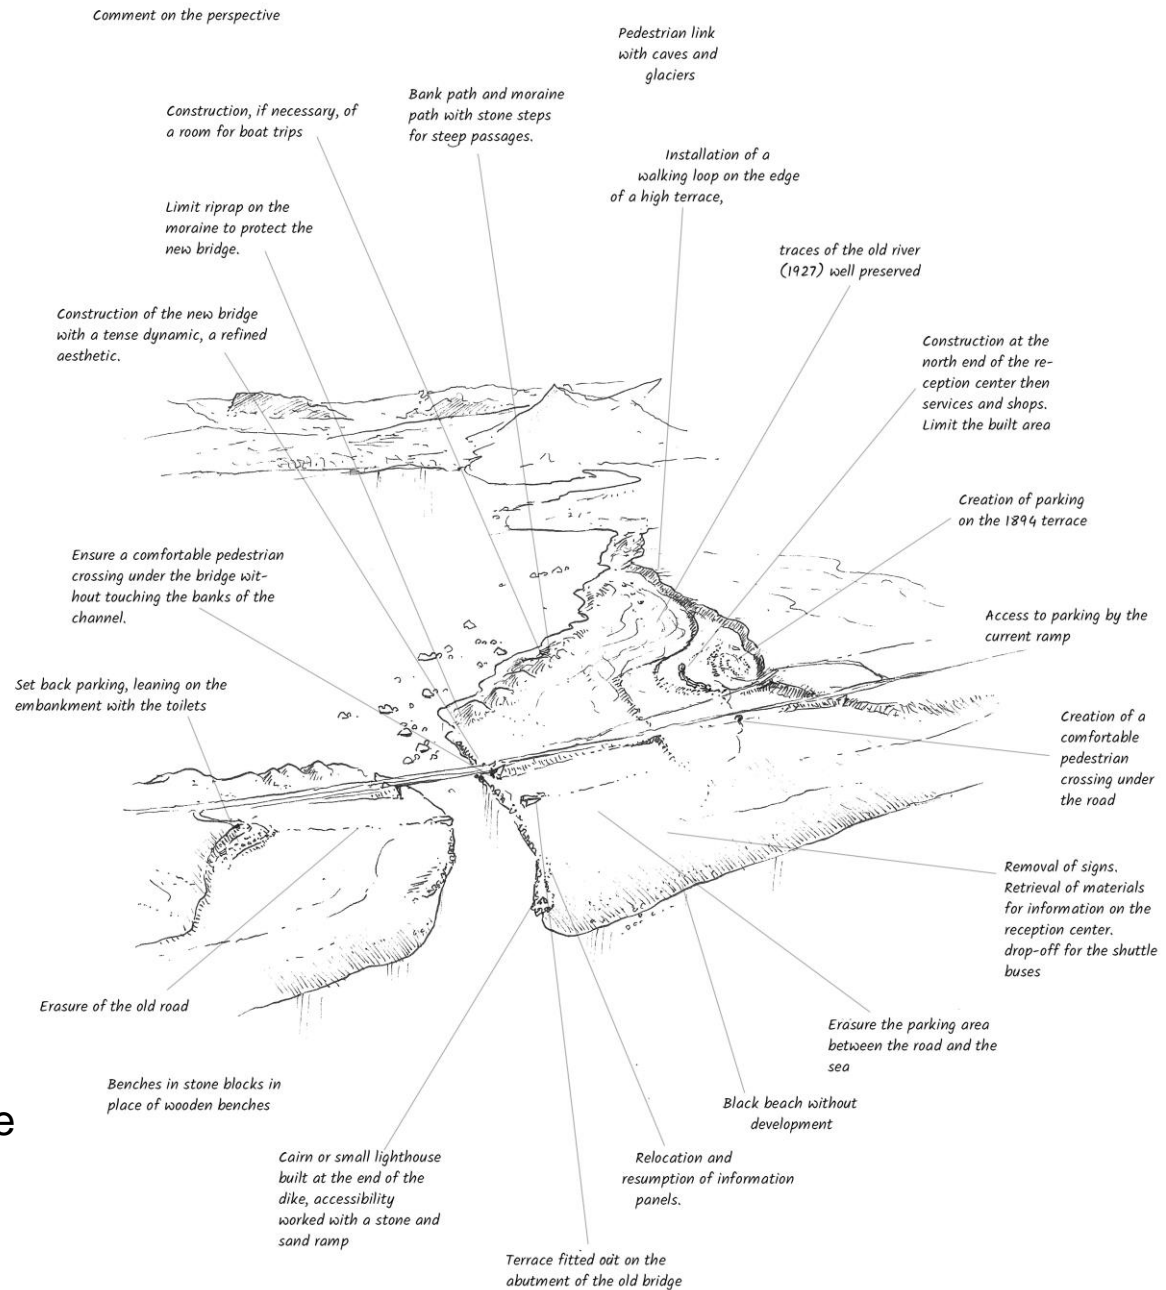 Comment on the perspective
Pedestrian link
with caves and
glaciers
Bank path and moraine
path with stone steps
for steep passages.
Construction, if necessary, of
a room for boat trips
Installation of a
walking loop on the edge
of a high terrace,
Limit riprap on the
moraine to protect the
new bridge.
traces of the old river
(1927) well preserved
Construction of the new bridge
with a tense dynamic, a refined
aesthetic.
Construction at the
north end of the re-
ception center then
services and shops.
Limit the built area
Creation of parking
on the 1894 terrace
Ensure a comfortable pedestrian
crossing under the bridge wit-
hout touching the banks of the
channel.
Access to parking by the
current ramp
Set back parking, leaning on the
embankment with the toilets
Creation of a
comfortable
pedestrian
crossing under
the road
Removal of signs.
Retrieval of materials
for information on the
reception center.
drop-off for the shuttle
buses
Erasure of the old road
Erasure the parking area
between the road and the
sea
Benches in stone blocks in
place of wooden benches
e
Black beach without
development
Cairn or small lighthouse
built at the end of the
dike, accessibility
worked with a stone and
sand ramp
Relocation and
resumption of information
panels.
Terrace fitted out on the
abutment of the old bridge